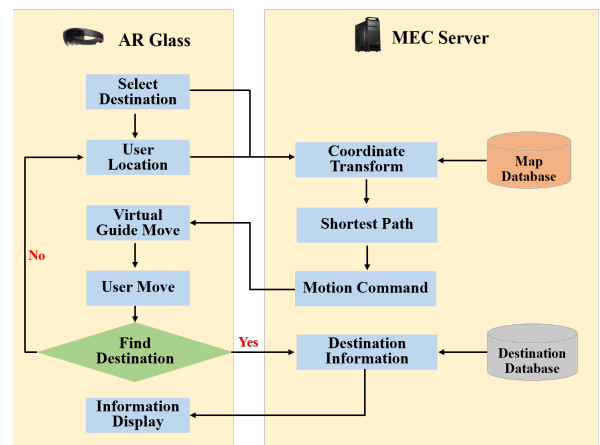 AR Glass
MEC Server
Select
Destination
User
Location
Coordinate
Transform
Map
Database
Virtual
Guide Move
Shortest Path
No
User Move
Motion Command
Find
Destination
Yes
Destination
Information
Destination
Database
Information
Display